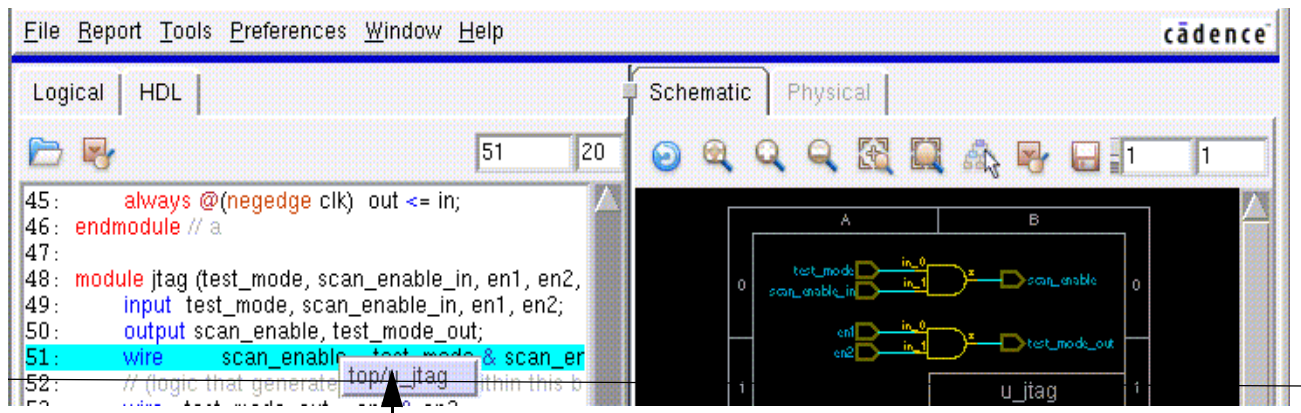 File Report Tools Preferences Window Help
cādence
Logical HDL
Schematic Physical
51 20
1 1
45: always @(negedge clk) out <= in;
46: endmodule // a
47:
48: module jtag (test_mode, scan_enable_in, en1, en2,
49: input test_mode, scan_enable_in, en1, en2;
50: output scan_enable, test_mode_out;
51: wire scan_enable test_mode & scan_er
52: // (logic that generate ithin this b
top/u_jtag
A B
0 0
test_mode in_0 z scan_enable
scan_enable_in in_1
en1 in_0 z test_mode_out
en2 in_1
1 1
u_jtag